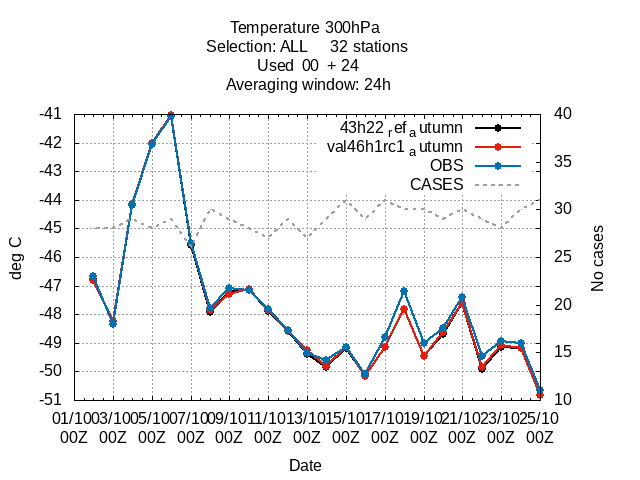 Temperature 300hPa
Selection: ALL     32 stations
Used  00  + 24
Averaging window: 24h
-41
-42
-43
-44
-45
-46
-47
-48
-49
-50
-51
deg C
40
35
30
25
20
15
10
No cases
43h22 refautumn
val46h1rc1 autumn
OBS
CASES
01/10 03/10 05/10 07/10 09/10 11/10 13/10 15/10 17/10 19/10 21/10 23/10 25/10
00Z 00Z 00Z 00Z 00Z 00Z 00Z 00Z 00Z 00Z 00Z 00Z 00Z
Date